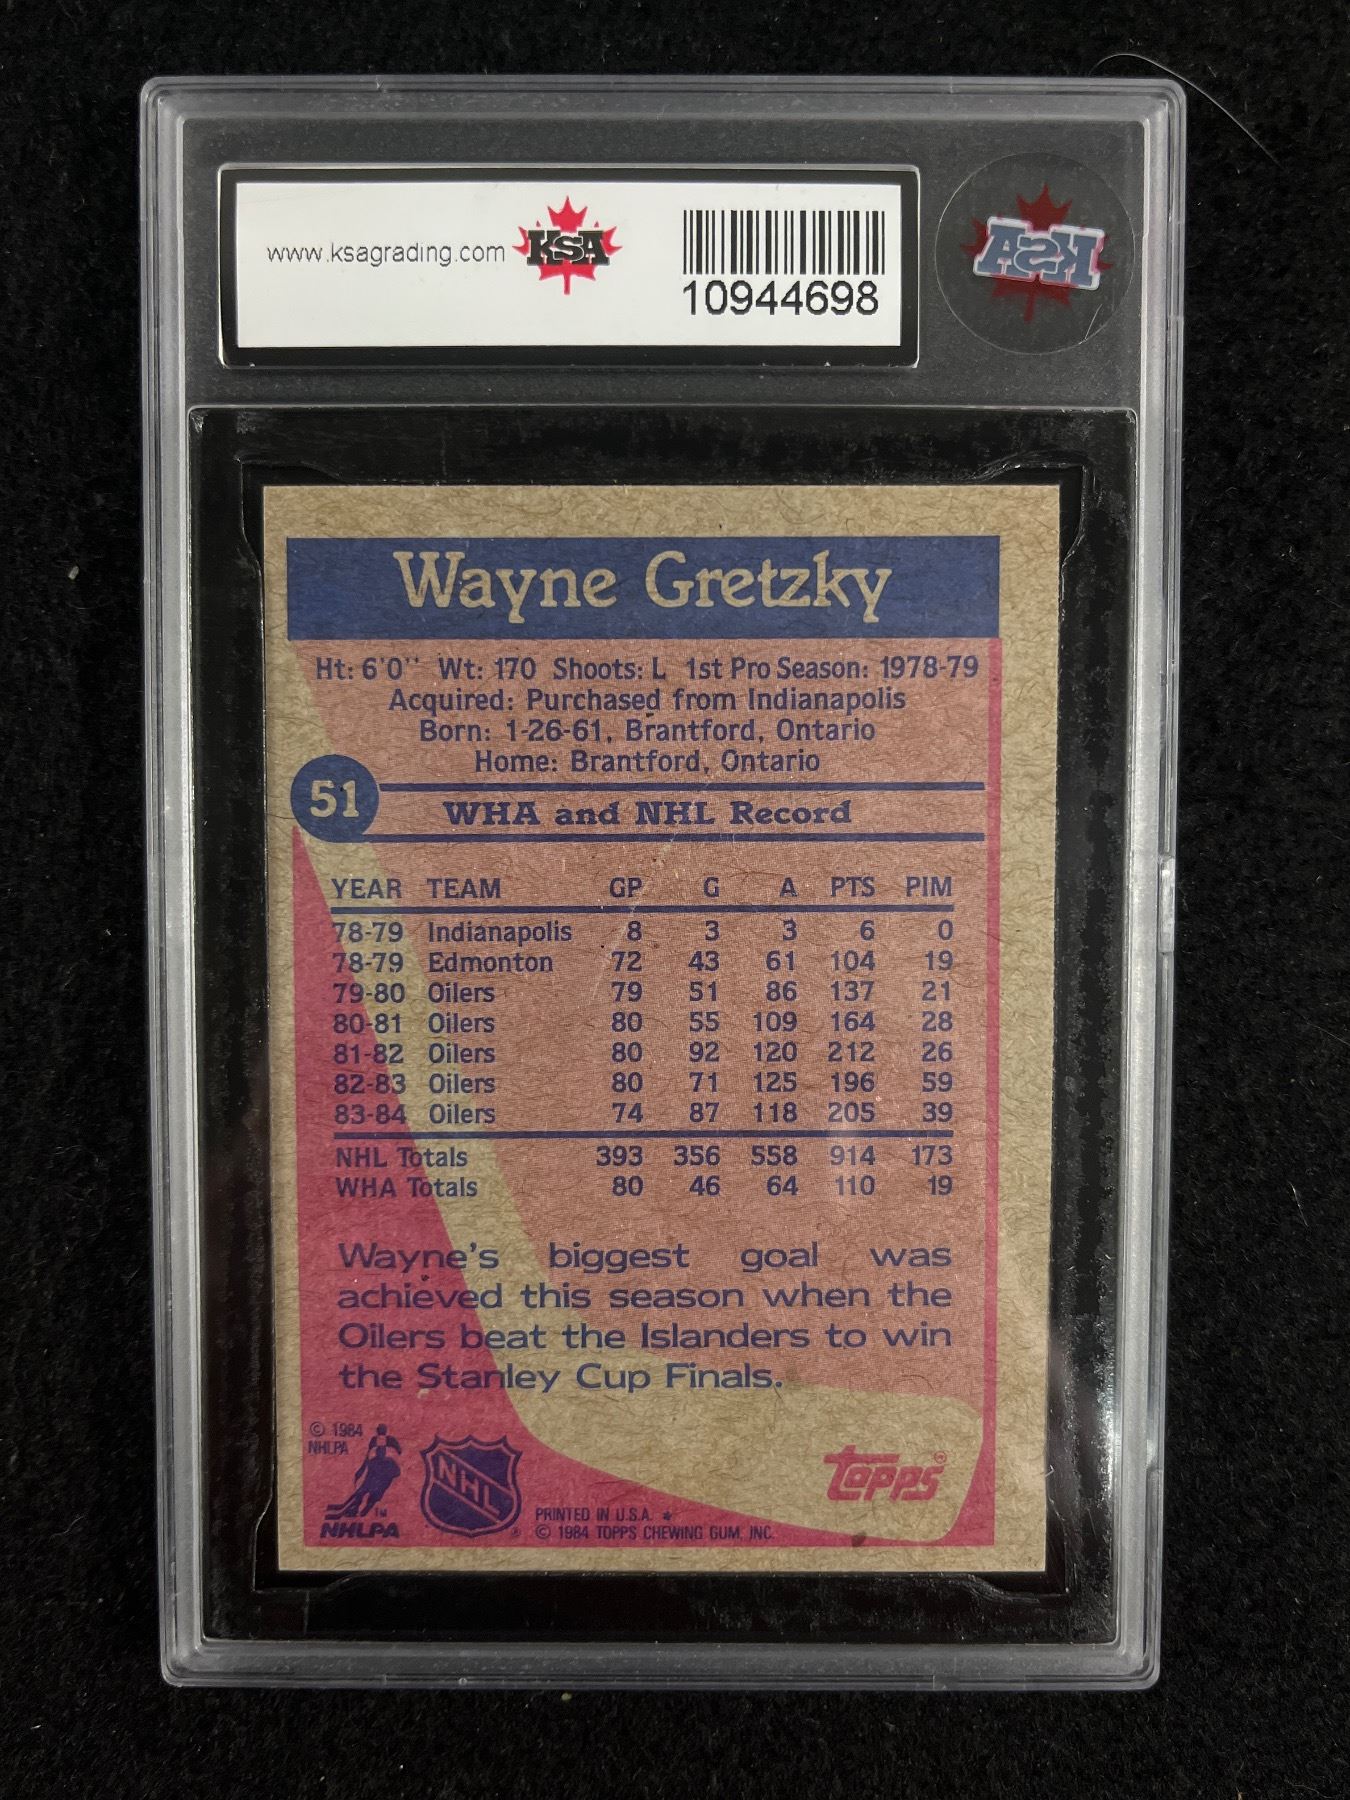 www.ksagrading.com
KSA
10944698
KSA
Wayne Gretzky
Ht: 6'0'' Wt: 170 Shoots: L 1st Pro Season: 1978-79
Acquired: Purchased from Indianapolis
Born: 1-26-61, Brantford, Ontario
Home: Brantford, Ontario
51
WHA and NHL Record
YEAR TEAM GP G A PTS PIM
78-79 Indianapolis 8 3 3 6 0
78-79 Edmonton 72 43 61 104 19
79-80 Oilers 79 51 86 137 21
80-81 Oilers 80 55 109 164 28
81-82 Oilers 80 92 120 212 26
82-83 Oilers 80 71 125 196 59
83-84 Oilers 74 87 118 205 39
NHL Totals 393 356 558 914 173
WHA Totals 80 46 64 110 19
Wayne's biggest goal was
achieved this season when the
Oilers beat the Islanders to win
the Stanley Cup Finals.
© 1984
NHLPA
TM
NHLPA
NHL
®
PRINTED IN U.S.A. *
© 1984 TOPPS CHEWING GUM, INC.
topps®